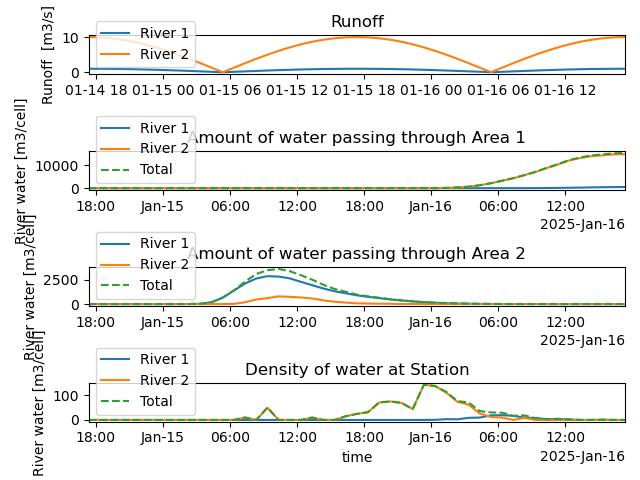 Runoff
Runoff [m3/s]
10
0
River 1
River 2
01-14 18 01-15 00 01-15 06 01-15 12 01-15 18 01-16 00 01-16 06 01-16 12
Amount of water passing through Area 1
River water [m3/cell]
10000
0
River 1
River 2
Total
18:00 Jan-15 06:00 12:00 18:00 Jan-16 06:00 12:00
2025-Jan-16
Amount of water passing through Area 2
River water [m3/cell]
2500
0
River 1
River 2
Total
18:00 Jan-15 06:00 12:00 18:00 Jan-16 06:00 12:00
2025-Jan-16
Density of water at Station
River water [m3/cell]
100
0
River 1
River 2
Total
18:00 Jan-15 06:00 12:00 18:00 Jan-16 06:00 12:00
time
2025-Jan-16